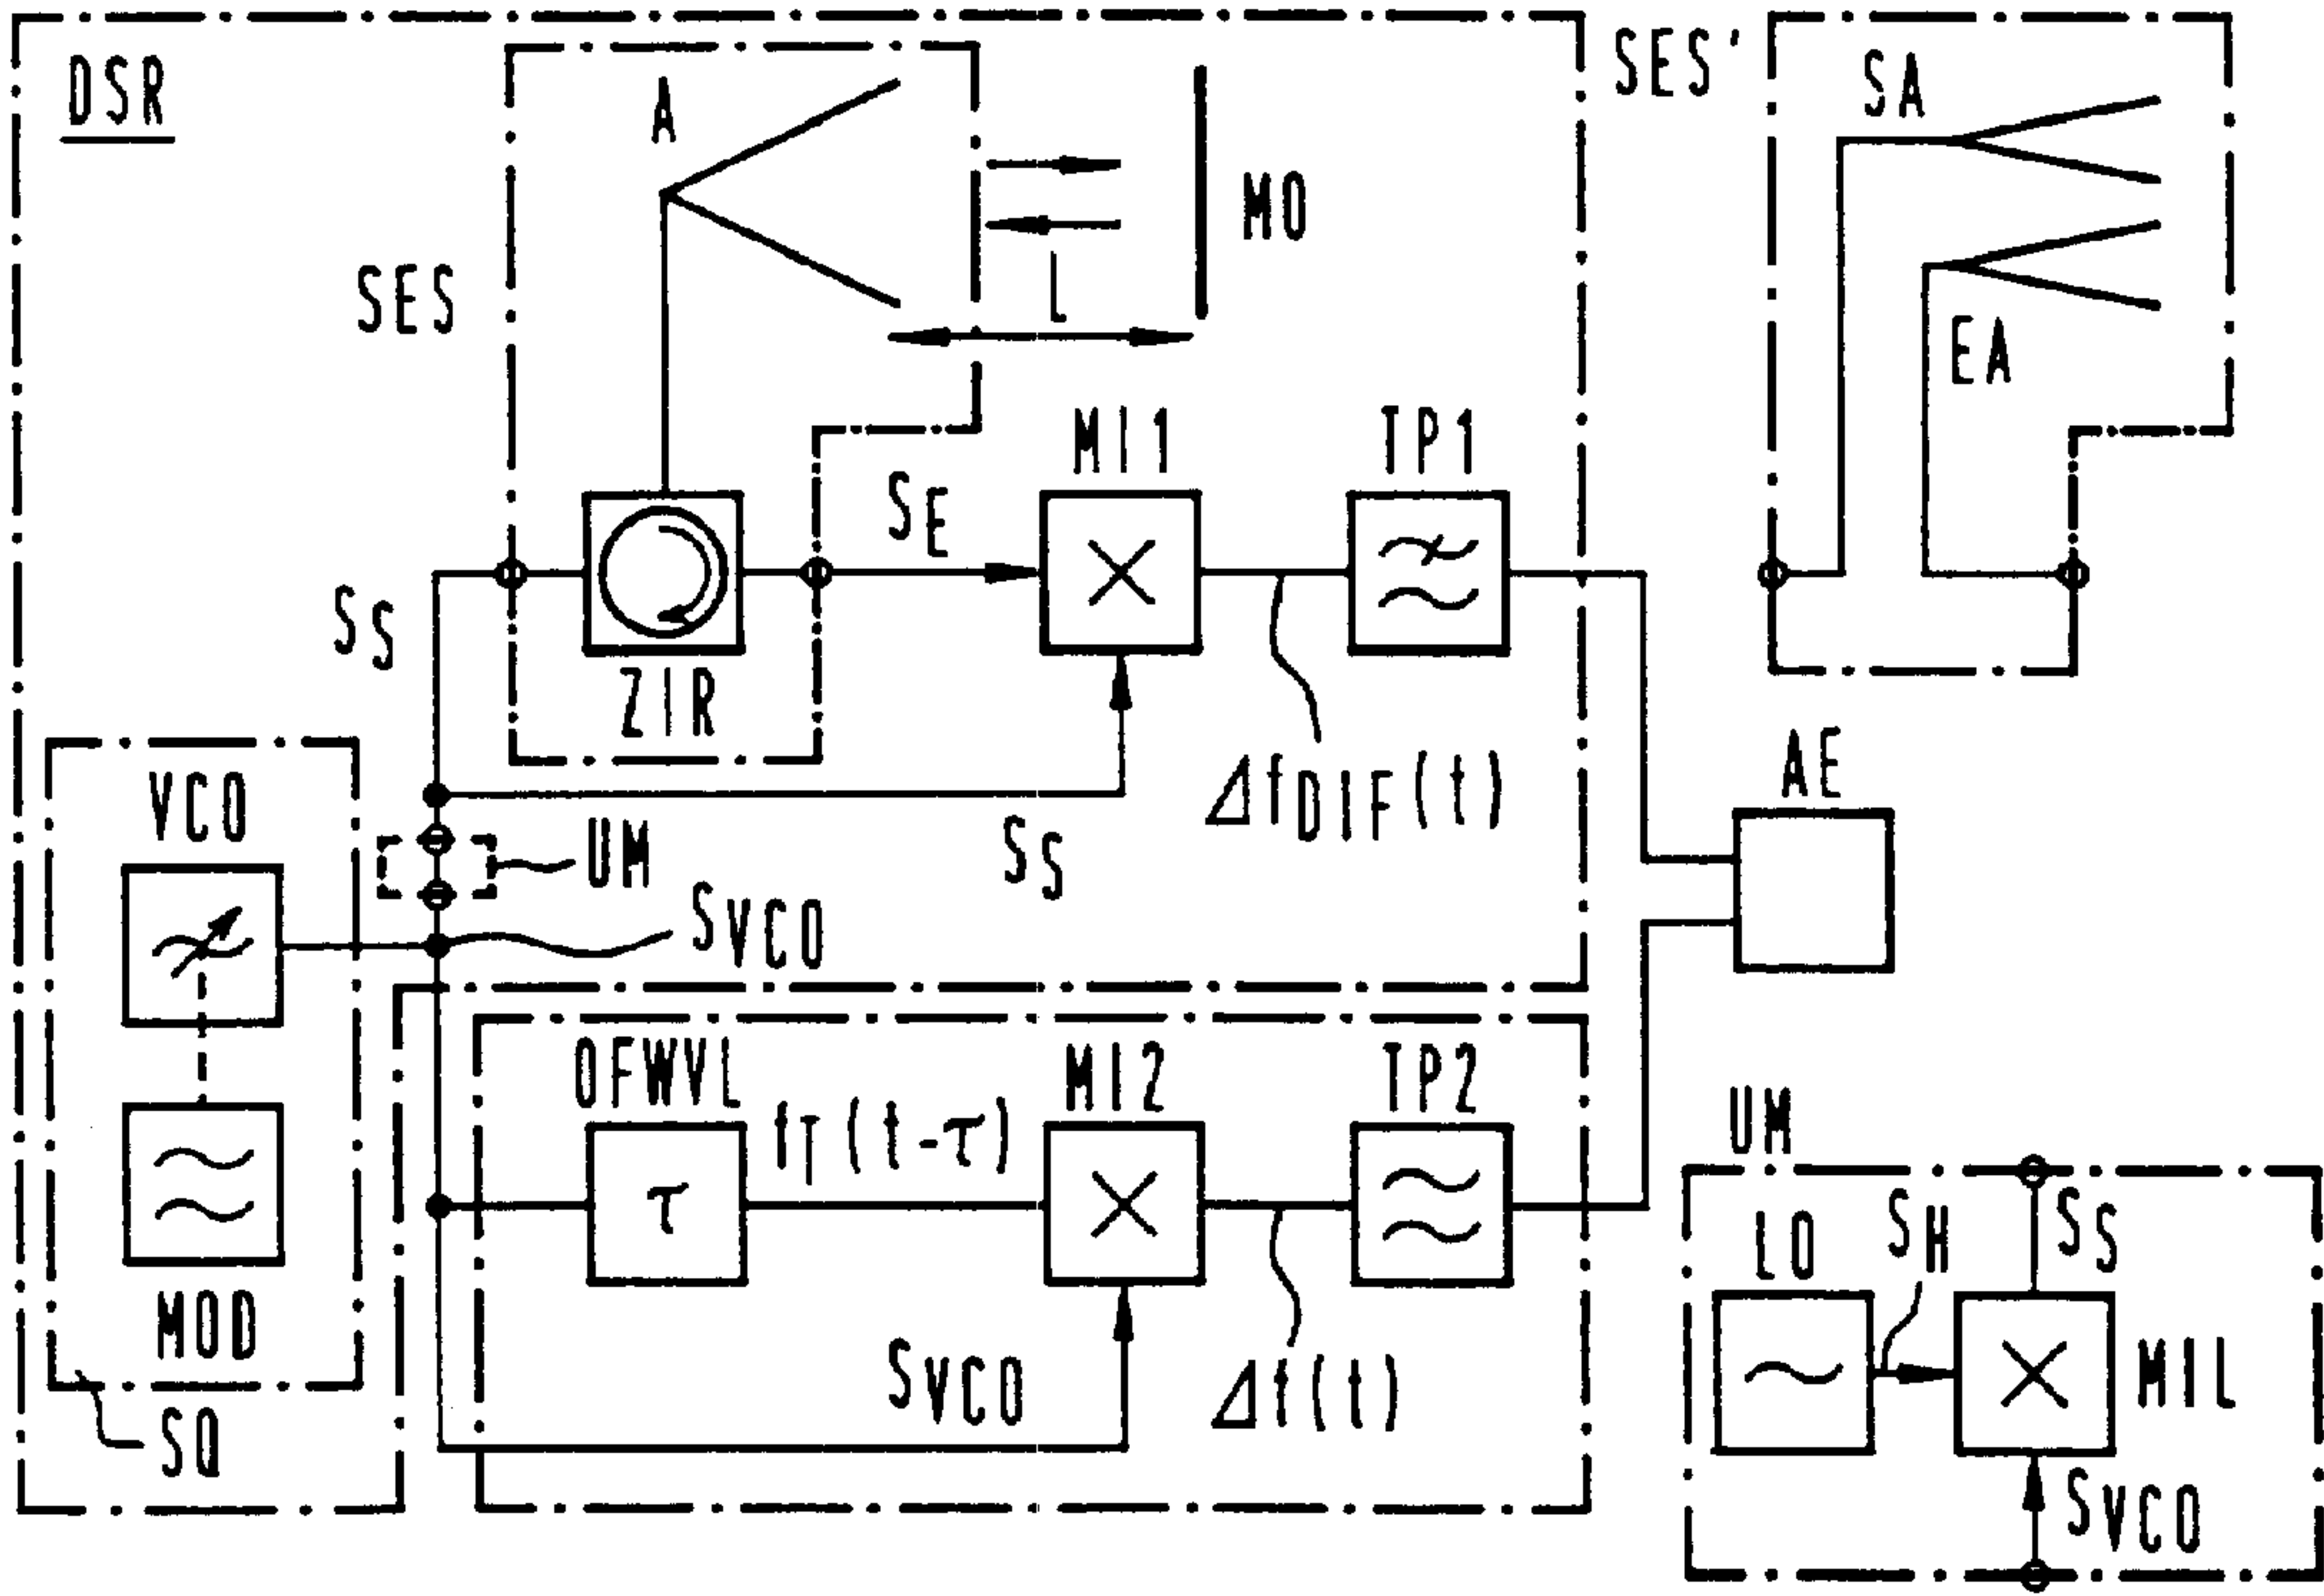 DSR
SES'
A
SA
MO
SES
L
EA
MI1
TP1
SE
SS
ZIR
AE
VCO
ΔfDIF(t)
UM
SS
SVCO
OFWVL
MI2
TP2
fT(t-τ)
UM
τ
LO
SH
SS
MOD
SVCO
Δf(t)
MIL
SQ
SVCO